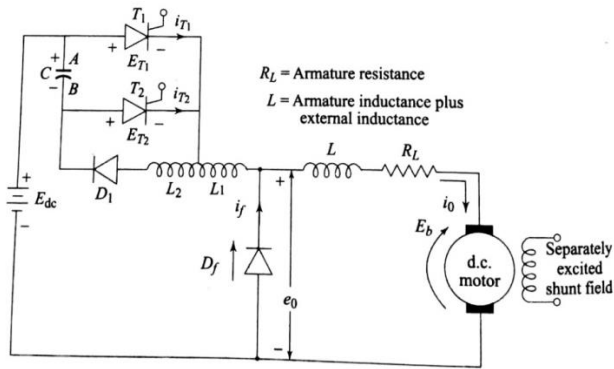 T1
iT1
+
−
ET1
+
A
C
−
B
T2
iT2
+
−
ET2
RL = Armature resistance
L = Armature inductance plus
external inductance
D1
L2
L1
+
L
RL
+
Edc
−
if
Df
e0
−
i0
Eb
d.c.
motor
Separately
excited
shunt field